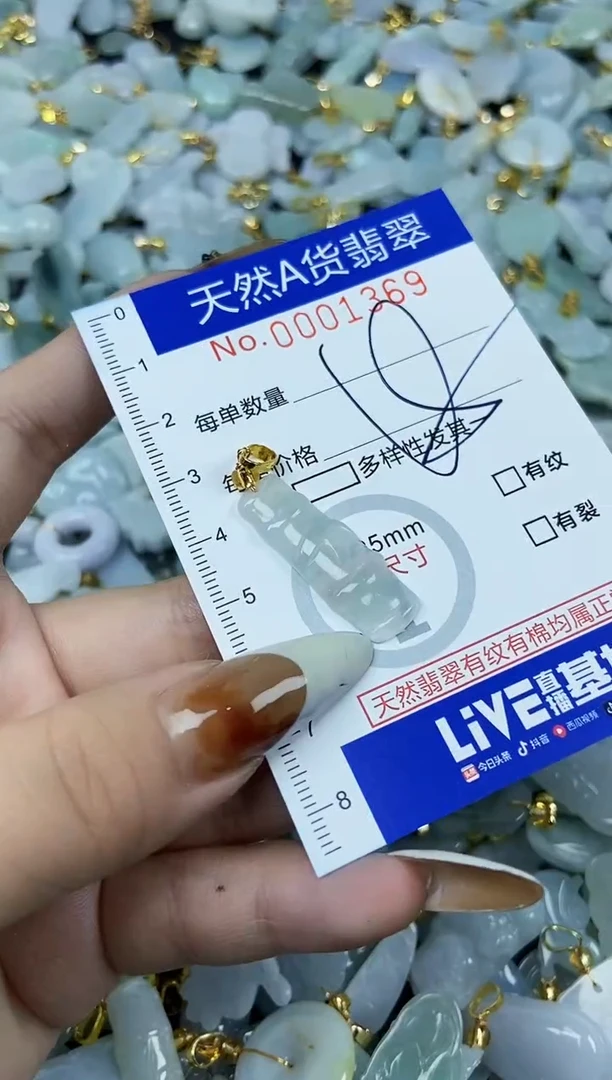 天然A货翡翠
No.0001369
每单数量
价格
多样性发其
有纹
有裂
5mm
尺寸
天然翡翠有纹有棉均属正
LiVE直播基
今日头条 抖音 西瓜视频
0
1
2
3
4
5
7
8